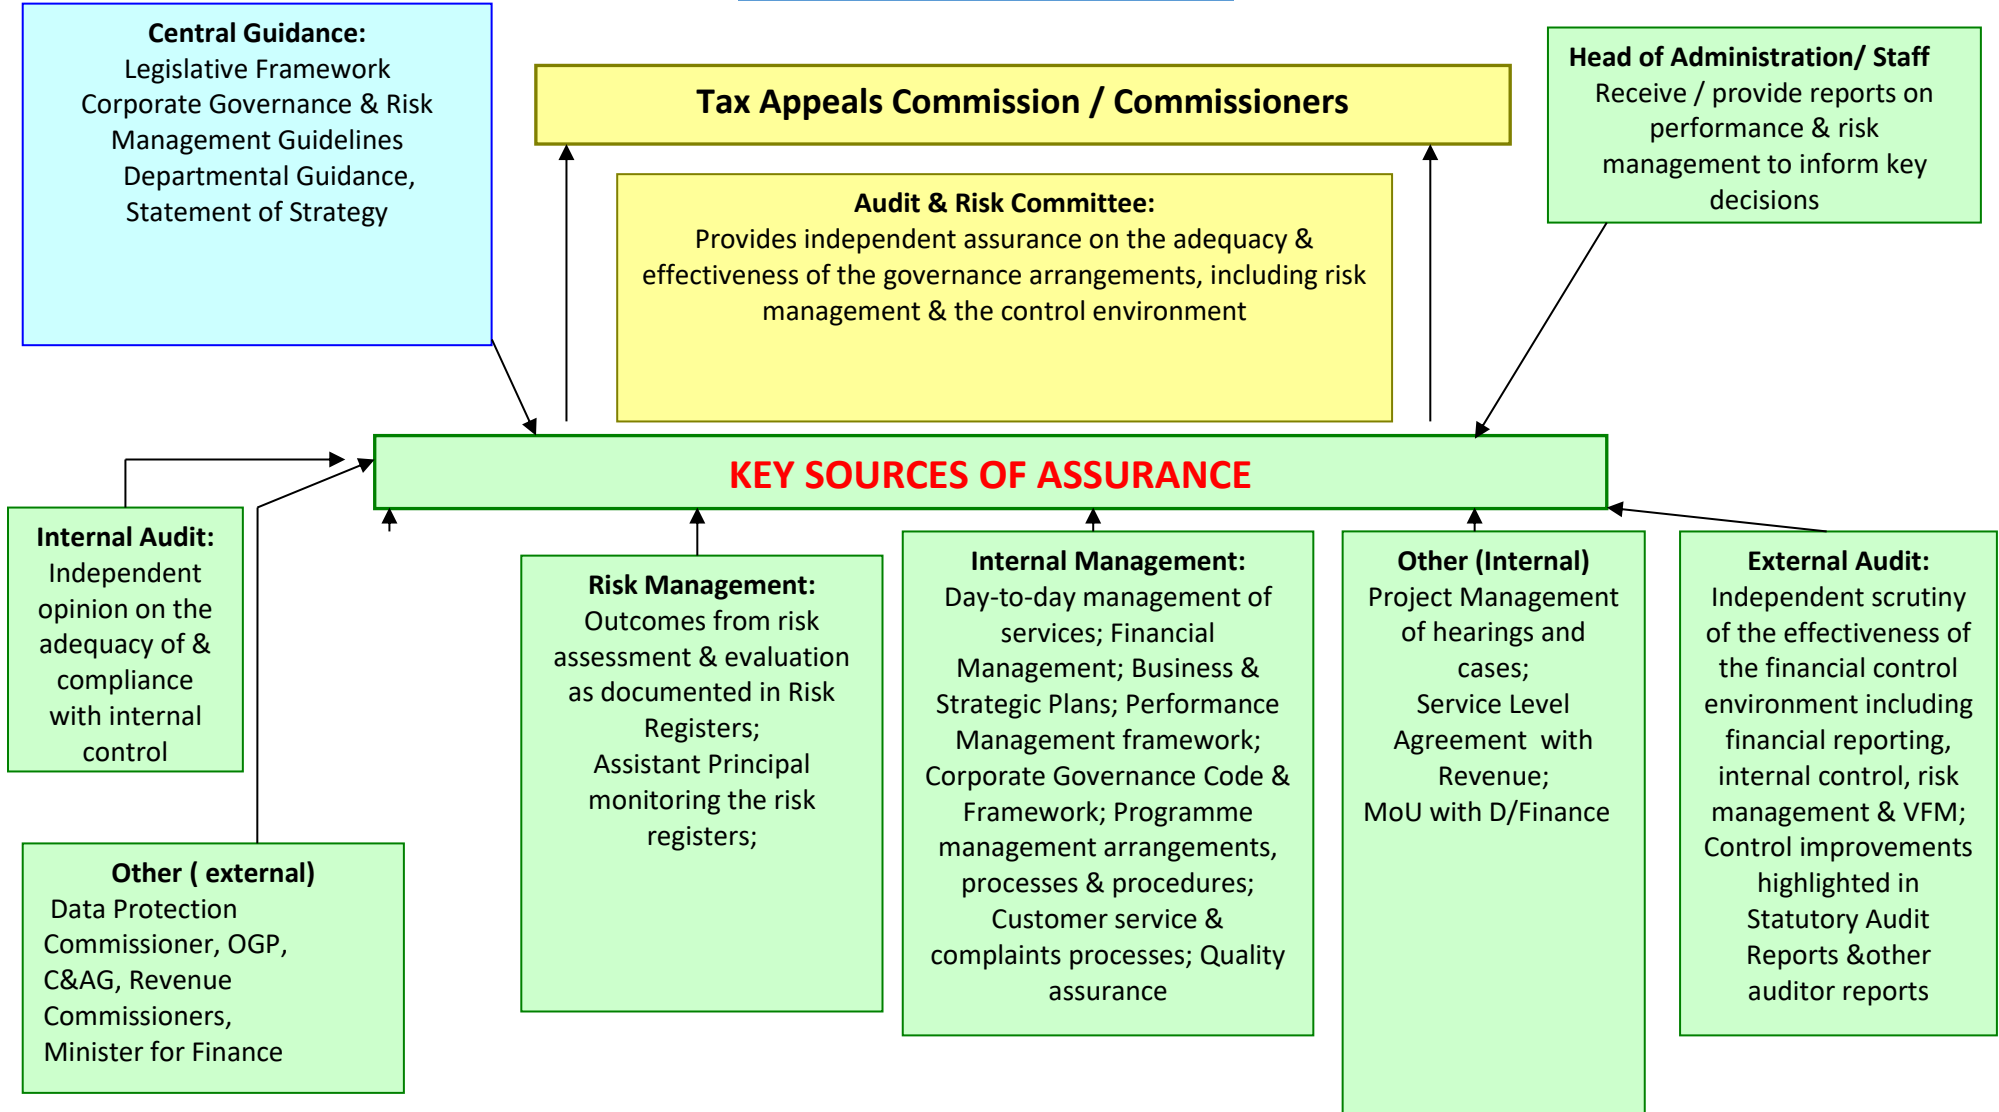 Central Guidance:
Legislative Framework
Corporate Governance & Risk
Management Guidelines
Departmental Guidance,
Statement of Strategy
Tax Appeals Commission / Commissioners
Head of Administration/ Staff
Receive / provide reports on
performance & risk
management to inform key
decisions
Audit & Risk Committee:
Provides independent assurance on the adequacy &
effectiveness of the governance arrangements, including risk
management & the control environment
KEY SOURCES OF ASSURANCE
Internal Audit:
Independent
opinion on the
adequacy of &
compliance
with internal
control
Other ( external)
Data Protection
Commissioner, OGP,
C&AG, Revenue
Commissioners,
Minister for Finance
Risk Management:
Outcomes from risk
assessment & evaluation
as documented in Risk
Registers;
Assistant Principal
monitoring the risk
registers;
Internal Management:
Day-to-day management of
services; Financial
Management; Business &
Strategic Plans; Performance
Management framework;
Corporate Governance Code &
Framework; Programme
management arrangements,
processes & procedures;
Customer service &
complaints processes; Quality
assurance
Other (Internal)
Project Management
of hearings and
cases;
Service Level
Agreement  with
Revenue;
MoU with D/Finance
External Audit:
Independent scrutiny
of the effectiveness of
the financial control
environment including
financial reporting,
internal control, risk
management & VFM;
Control improvements
highlighted in
Statutory Audit
Reports &other
auditor reports